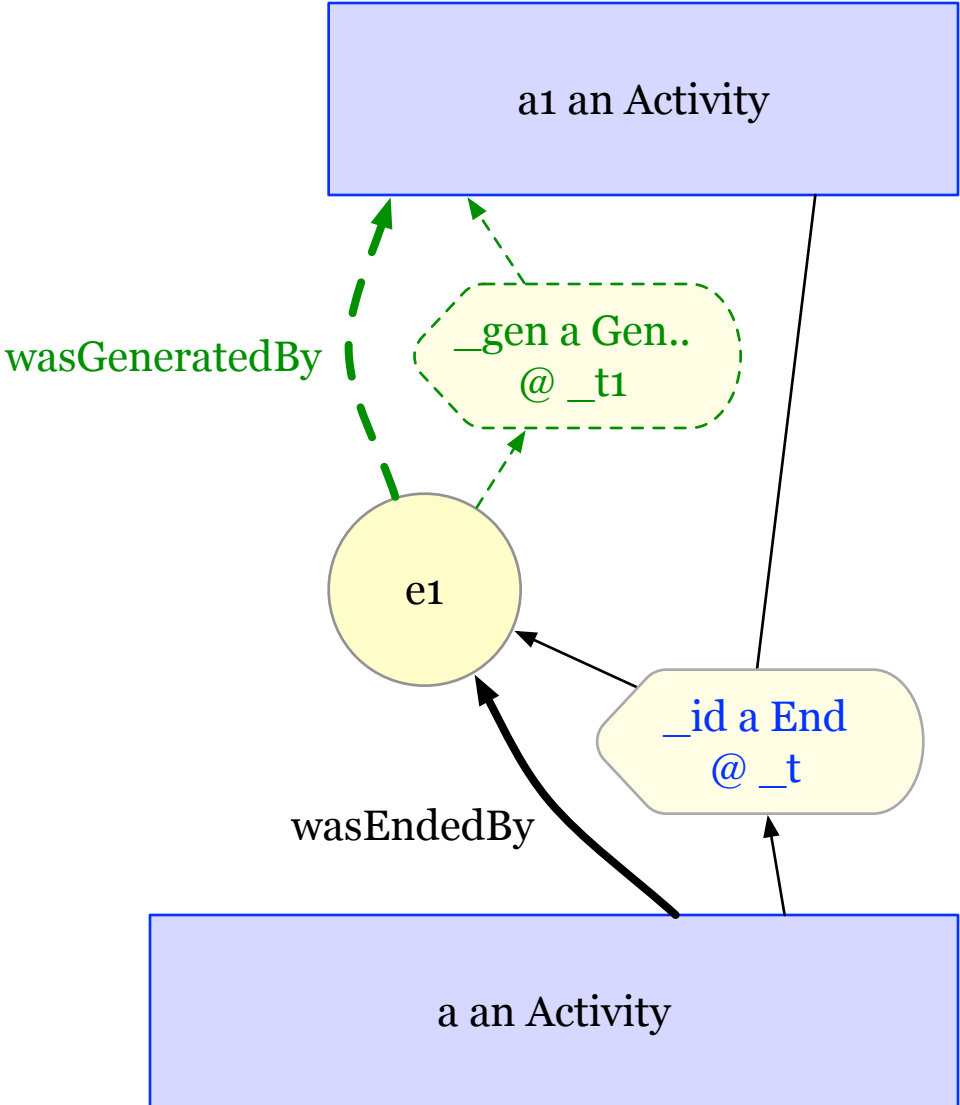 a1 an Activity
wasGeneratedBy
_gen a Gen..
@ _t1
e1
_id a End
@ _t
wasEndedBy
a an Activity